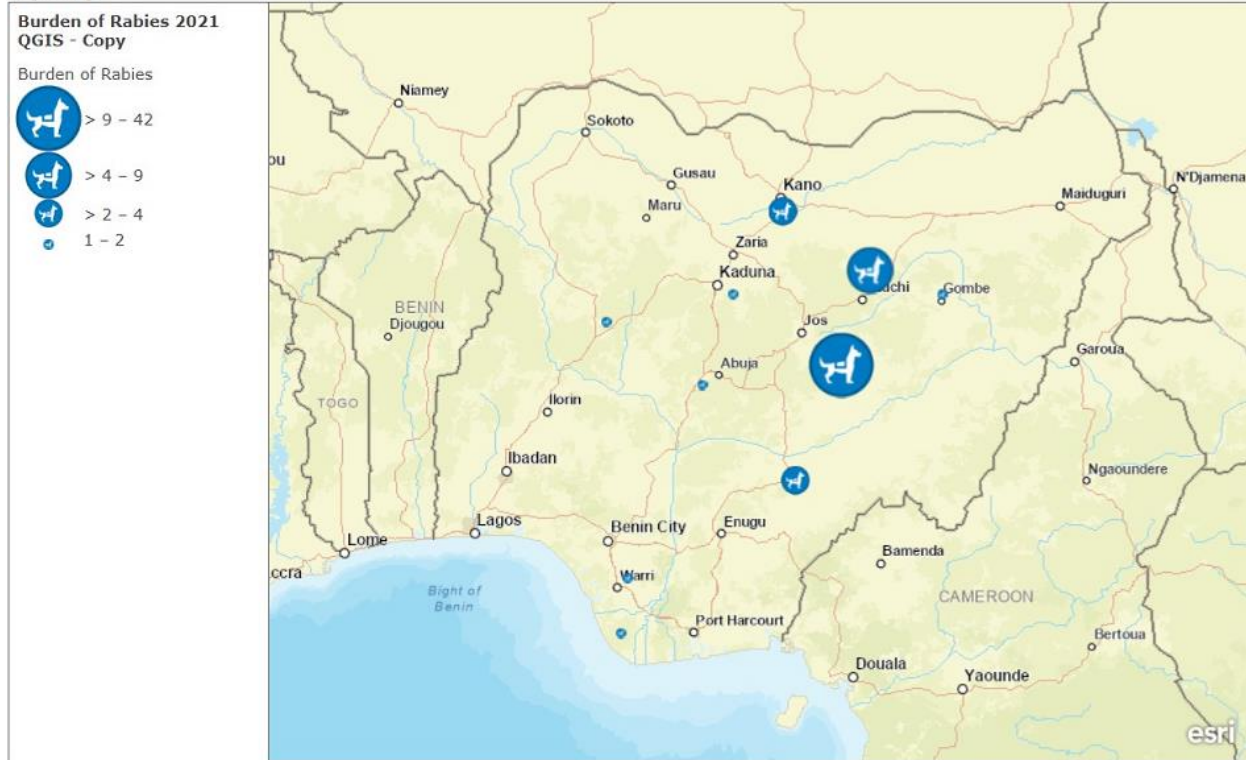 Burden of Rabies 2021
QGIS - Copy
Burden of Rabies
> 9 – 42
> 4 – 9
> 2 – 4
1 – 2
Niamey
Sokoto
Gusau
Kano
N'Djamena
Maru
Maiduguri
Zaria
Kaduna
Gombe
BENIN
Djougou
Jos
Garoua
Abuja
TOGO
Ilorin
Ibadan
Ngaoundere
Lagos
Benin City
Enugu
Lome
Bamenda
Warri
Bight of
Benin
CAMEROON
Port Harcourt
Bertoua
Douala
Yaounde
esri